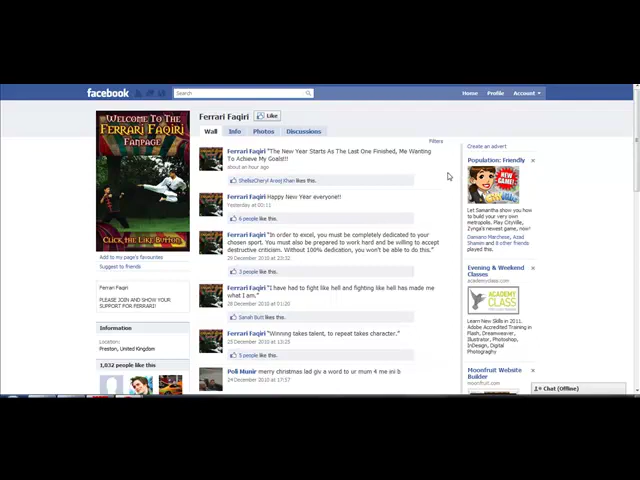 facebook
Search
Home Profile Account
WELCOME TO THE
FERRARI FAQIRI
FANPAGE
CLICK THE LIKE BUTTON
Add to my page's favourites
Suggest to friends
Ferrari Faqiri
PLEASE JOIN AND SHOW YOUR
SUPPORT FOR FERRARI
Information
Location:
Preston, United Kingdom
1,032 people like this
Ferrari Faqiri
Like
Wall Info Photos Discussions
Filters
Ferrari Faqiri "The New Year Starts As The Last One Finished, Me Wanting
To Achieve My Goals!!!
about an hour ago
like this.
Ferrari Faqiri Happy New Year everyone!!
Yesterday at 00:11
6 people like this.
Ferrari Faqiri "In order to excel, you must be completely dedicated to your
chosen sport. You must also be prepared to work hard and be willing to accept
destructive criticism. Without 100% dedication, you won't be able to do this."
29 December 2010 at 23:32
3 people like this.
Ferrari Faqiri "I have had to fight like hell and fighting like hell has made me
what I am."
28 December 2010 at 01:20
Sanah Butt likes this.
Ferrari Faqiri "Winning takes talent, to repeat takes character."
25 December 2010 at 13:25
5 people like this.
Poli Munir merry christmas lad giv a word to ur mum 4 me ini b
24 December 2010 at 17:57
Create an advert
Population: Friendly
NEW
GAME!
Let Samantha show you how
to build your very own
metropolis. Play CityVille,
Zynga's newest game, now!
and 8 other friends
played this.
Evening & Weekend
Classes
academyclass.com
ACADEMY
CLASS
Learn New Skills in 2011.
Adobe Accredited Training in
Flash, Dreamweaver,
Illustrator, Photoshop,
InDesign, Digital
Photography
Moonfruit Website
Builder
moonfruit.com
Chat (Offline)